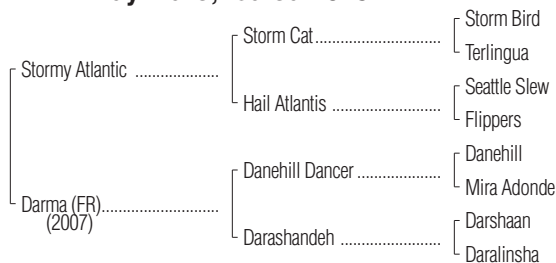 Storm Bird
Storm Cat
Terlingua
Stormy Atlantic
Seattle Slew
Hail Atlantis
Flippers
Danehill
Danehill Dancer
Mira Adonde
Darma (FR)
(2007)
Darshaan
Darashandeh
Daralinsha